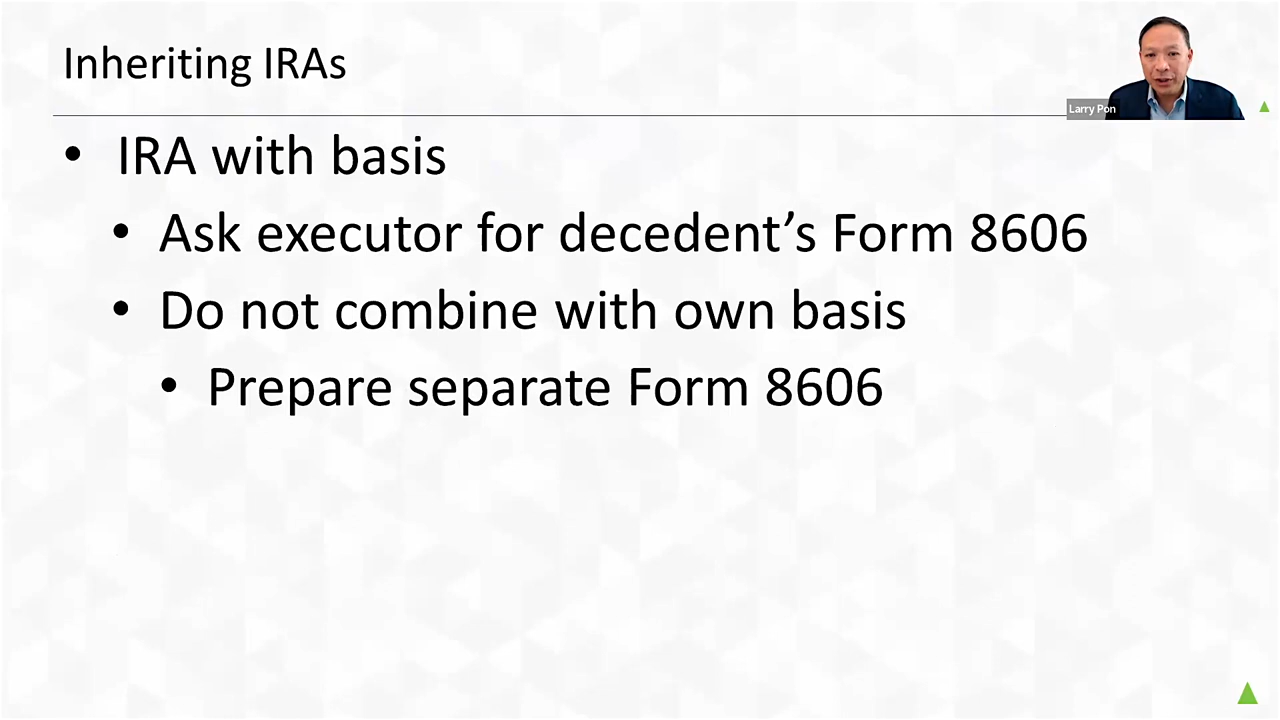 Inheriting IRAs
Larry Pon
• IRA with basis
• Ask executor for decedent’s Form 8606
• Do not combine with own basis
• Prepare separate Form 8606